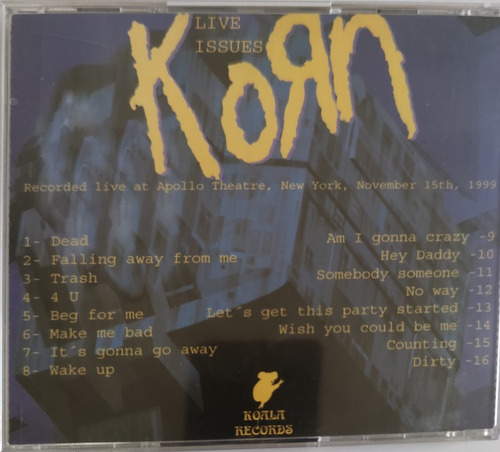 LIVE
ISSUES
KoЯn
Recorded live at Apollo Theatre, New York, November 15th, 1999
1- Dead
2- Falling away from me
3- Trash
4- 4 U
5- Beg for me
6- Make me bad
7- It´s gonna go away
8- Wake up
Am I gonna crazy -9
Hey Daddy -10
Somebody someone -11
No way -12
Let´s get this party started -13
Wish you could be me -14
Counting -15
Dirty -16
KOALA
RECORDS